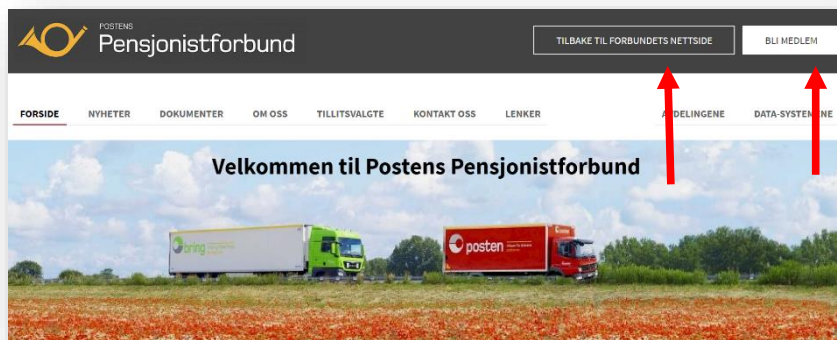 POSTENS
Pensjonistforbund
TILBAKE TIL FORBUNDETS NETTSIDE
BLI MEDLEM
FORSIDE NYHETER DOKUMENTER OM OSS TILLITSVALGTE KONTAKT OSS LENKER DELINGENE DATA-SYSTEMENE
Velkommen til Postens Pensjonistforbund
bring
posten